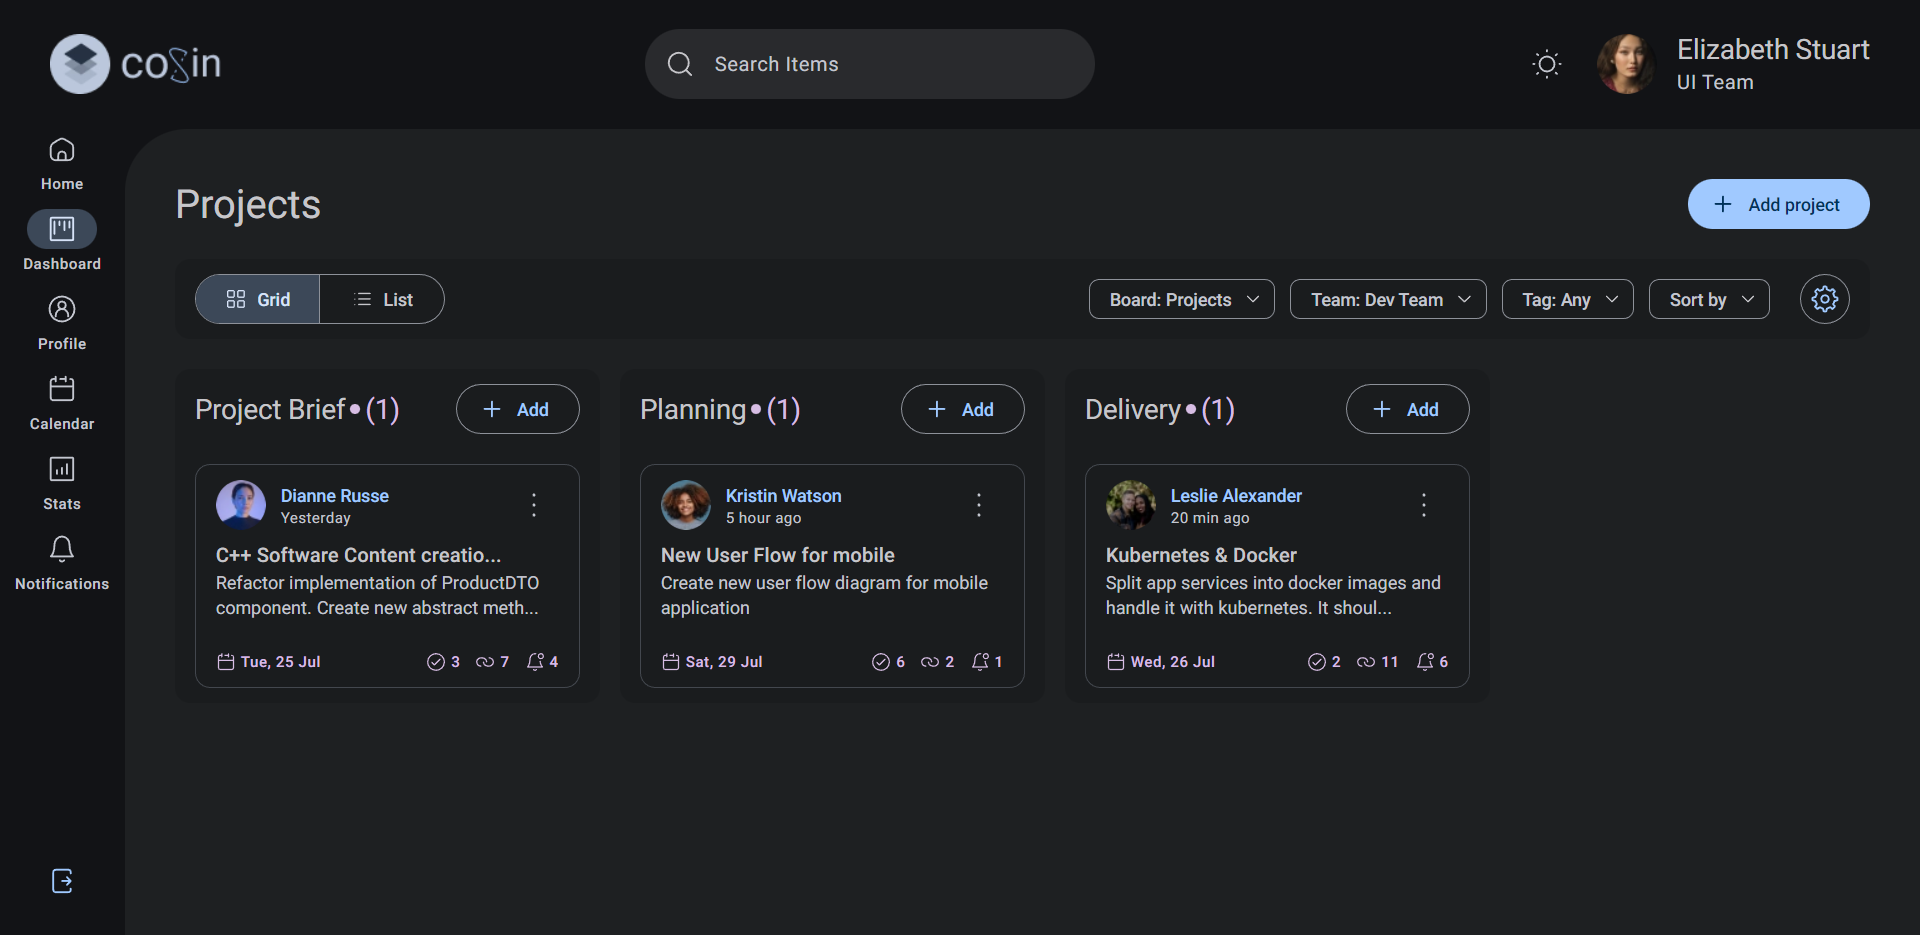 co in
Search Items
Elizabeth Stuart
UI Team
Home
Dashboard
Profile
Calendar
Stats
Notifications
Projects
Add project
Grid
List
Board: Projects
Team: Dev Team
Tag: Any
Sort by
Project Brief•(1)
Add
Dianne Russe
Yesterday
C++ Software Content creatio...
Refactor implementation of ProductDTO
component. Create new abstract meth...
Tue, 25 Jul
3
7
4
Planning•(1)
Add
Kristin Watson
5 hour ago
New User Flow for mobile
Create new user flow diagram for mobile
application
Sat, 29 Jul
6
2
1
Delivery•(1)
Add
Leslie Alexander
20 min ago
Kubernetes & Docker
Split app services into docker images and
handle it with kubernetes. It shoul...
Wed, 26 Jul
2
11
6